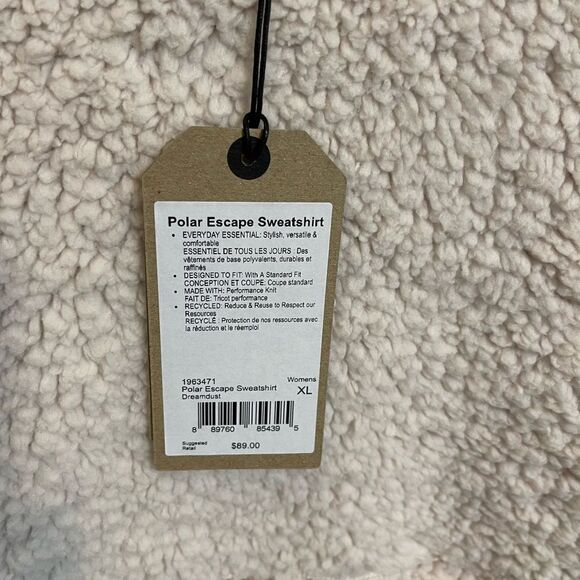 Polar Escape Sweatshirt
• EVERYDAY ESSENTIAL: Stylish, versatile &
comfortable
ESSENTIEL DE TOUS LES JOURS : Des
vêtements de base polyvalents, durables et
raffinés
• DESIGNED TO FIT: With A Standard Fit
CONCEPTION ET COUPE: Coupe standard
• MADE WITH: Performance Knit
FAIT DE: Tricot performance
• RECYCLED: Reduce & Reuse to Respect our
Resources
RECYCLÉ : Protection de nos ressources avec
la réduction et le réemploi
1963471 Womens
Polar Escape Sweatshirt XL
Dreamdust
8 89760 85439 5
Suggested
Retail $89.00